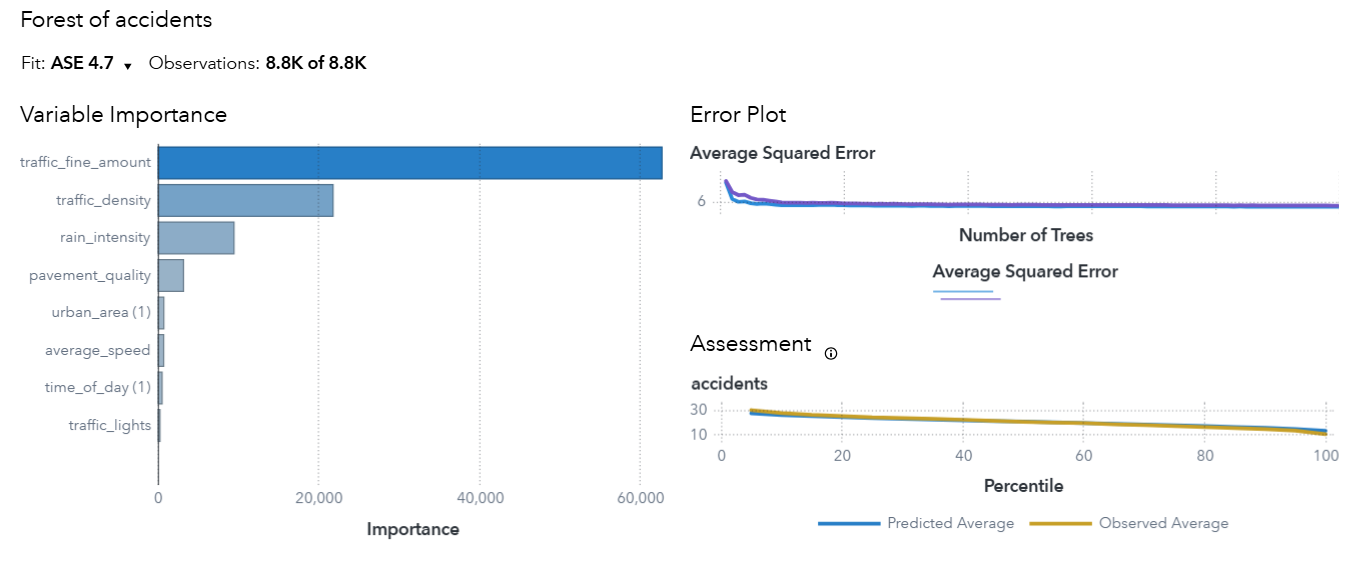 Forest of accidents
Fit: ASE 4.7 Observations: 8.8K of 8.8K
Variable Importance
traffic_fine_amount
traffic_density
rain_intensity
pavement_quality
urban_area (1)
average_speed
time_of_day (1)
traffic_lights
0 20,000 40,000 60,000
Importance
Error Plot
Average Squared Error
6
Number of Trees
Average Squared Error
Assessment
accidents
30
10
0 20 40 60 80 100
Percentile
Predicted Average Observed Average